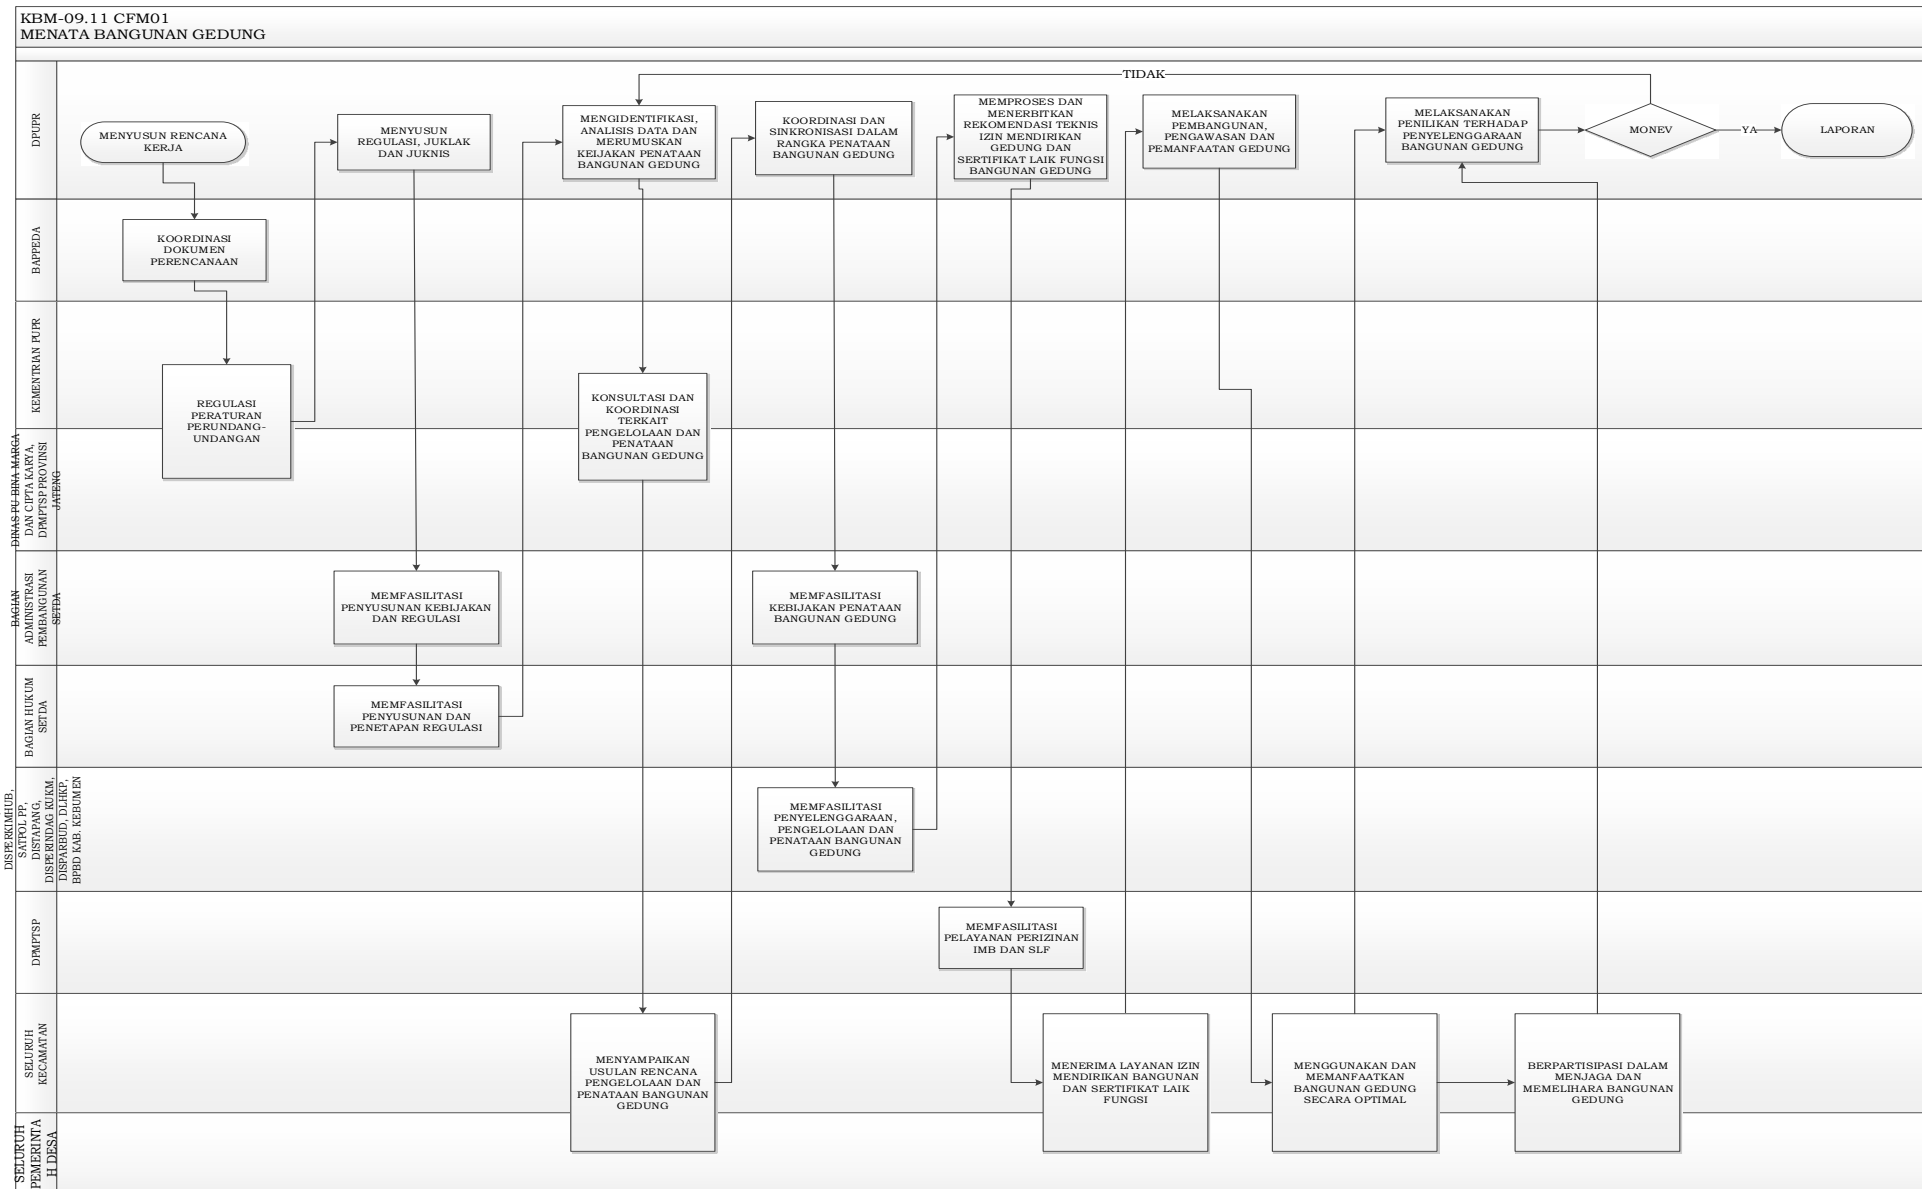 KBM-09.11 CFM01
MENATA BANGUNAN GEDUNG
DPUPR
MENYUSUN RENCANA
KERJA
MENYUSUN
REGULASI, JUKLAK
DAN JUKNIS
MENGIDENTIFIKASI,
ANALISIS DATA DAN
MERUMUSKAN
KEIJAKAN PENATAAN
BANGUNAN GEDUNG
KOORDINASI DAN
SINKRONISASI DALAM
RANGKA PENATAAN
BANGUNAN GEDUNG
MEMPROSES DAN
MENERBITKAN
REKOMENDASI TEKNIS
IZIN MENDIRIKAN
GEDUNG DAN
SERTIFIKAT LAIK FUNGSI
BANGUNAN GEDUNG
MELAKSANAKAN
PEMBANGUNAN,
PENGAWASAN DAN
PEMANFAATAN GEDUNG
MELAKSANAKAN
PENILIKAN TERHADAP
PENYELENGGARAAN
BANGUNAN GEDUNG
TIDAK
MONEV
YA
LAPORAN
BAPPEDA
KOORDINASI
DOKUMEN
PERENCANAAN
KEMENTRIAN PUPR
REGULASI
PERATURAN
PERUNDANG-
UNDANGAN
KONSULTASI DAN
KOORDINASI
TERKAIT
PENGELOLAAN DAN
PENATAAN
BANGUNAN GEDUNG
DINAS PU BINA MARGA
DAN CIPTA KARYA,
DPMPTSP PROVINSI
JATENG
BAGIAN
ADMINISTRASI
PEMBANGUNAN
SETDA
MEMFASILITASI
PENYUSUNAN KEBIJAKAN
DAN REGULASI
MEMFASILITASI
KEBIJAKAN PENATAAN
BANGUNAN GEDUNG
BAGIAN HUKUM
SETDA
MEMFASILITASI
PENYUSUNAN DAN
PENETAPAN REGULASI
DISPERKIMHUB,
SATPOL PP,
DISTAPANG,
DISPERINDAG KUKM,
DISPARBUD, DLHKP,
BPBD KAB. KEBUMEN
MEMFASILITASI
PENYELENGGARAAN,
PENGELOLAAN DAN
PENATAAN BANGUNAN
GEDUNG
DPMPTSP
MEMFASILITASI
PELAYANAN PERIZINAN
IMB DAN SLF
SELURUH
KECAMATAN
MENYAMPAIKAN
USULAN RENCANA
PENGELOLAAN DAN
PENATAAN BANGUNAN
GEDUNG
MENERIMA LAYANAN IZIN
MENDIRIKAN BANGUNAN
DAN SERTIFIKAT LAIK
FUNGSI
MENGGUNAKAN DAN
MEMANFAATKAN
BANGUNAN GEDUNG
SECARA OPTIMAL
BERPARTISIPASI DALAM
MENJAGA DAN
MEMELIHARA BANGUNAN
GEDUNG
SELURUH
PEMERINTA
H DESA